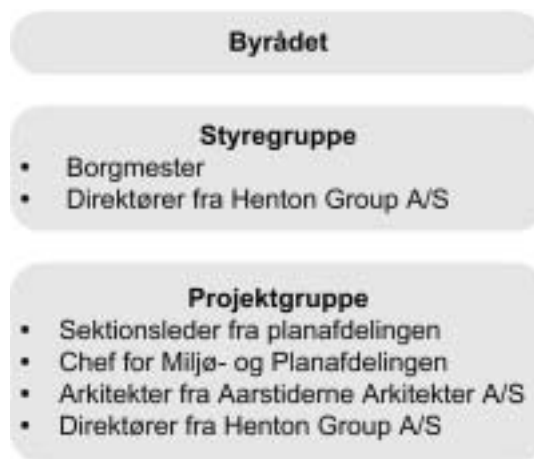 Byrådet
Styregruppe
• Borgmester
• Direktører fra Henton Group A/S
Projektgruppe
• Sektionsleder fra planafdelingen
• Chef for Miljø- og Planafdelingen
• Arkitekter fra Aarstiderne Arkitekter A/S
• Direktører fra Henton Group A/S